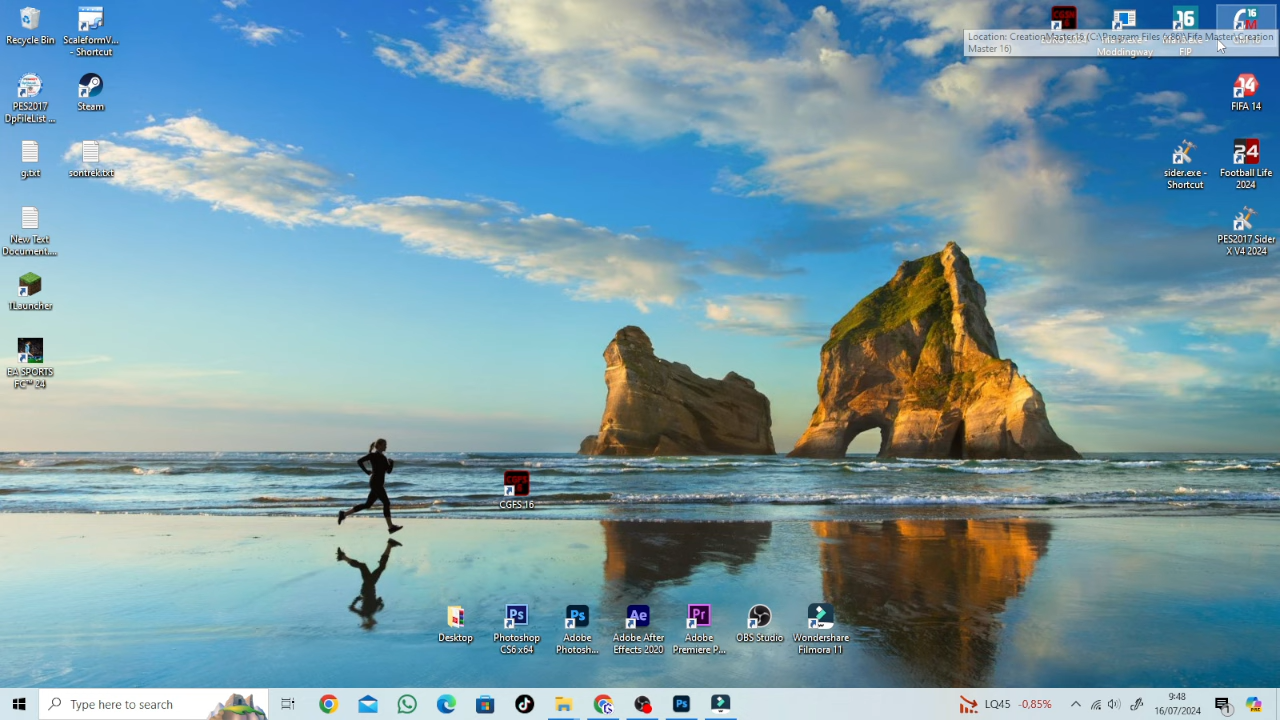 Recycle Bin
ScaleformV...
- Shortcut
Location: CreationMaster16 (C:\Program Files (x86)\Fifa Master\Creation
Master 16)
Moddingway
FIP
PES2017
DpFileList ...
Steam
FIFA 14
g.txt
sontrek.txt
sider.exe -
Shortcut
Football Life
2024
New Text
Document....
PES2017 Sider
X V4 2024
TLauncher
EA SPORTS
FC™ 24
CGFS 16
Desktop
Photoshop
CS6 x64
Adobe
Photosh...
Adobe After
Effects 2020
Adobe
Premiere P...
OBS Studio
Wondershare
Filmora 11
Type here to search
LQ45 -0,85%
9:48
16/07/2024